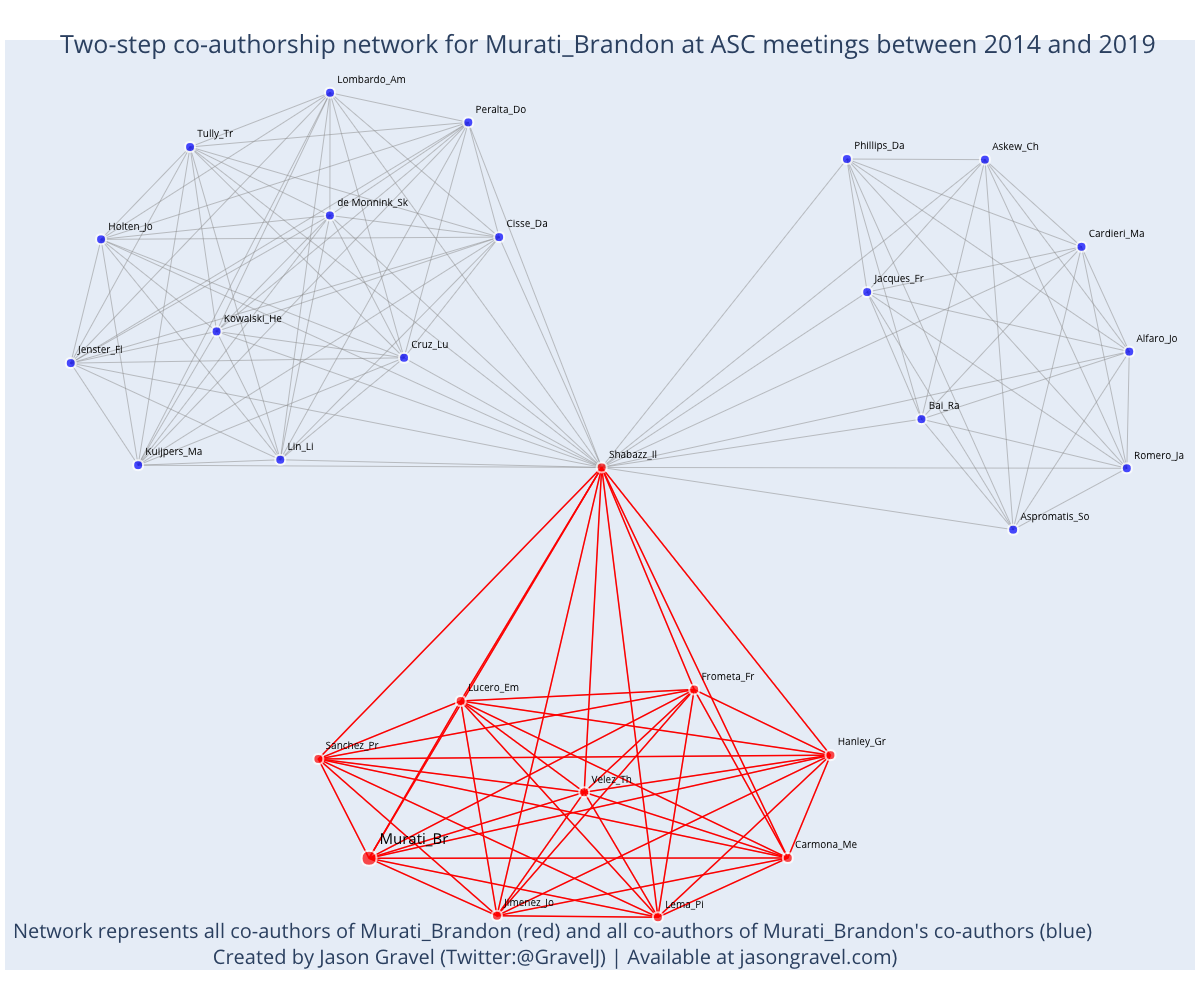 Two-step co-authorship network for Murati_Brandon at ASC meetings between 2014 and 2019
Lombardo_Am
Peralta_Do
Tully_Tr
Phillips_Da
Askew_Ch
de Monnink_Sk
Cisse_Da
Holten_Jo
Cardieri_Ma
Jacques_Fr
Kowalski_He
Cruz_Lu
Jenster_Fl
Alfaro_Jo
Bai_Ra
Kuijpers_Ma
Lin_Li
Shabazz_Il
Romero_Ja
Aspromatis_So
Lucero_Em
Frometa_Fr
Sanchez_Pr
Hanley_Gr
Velez_Th
Murati_Br
Carmona_Me
Jimenez_Jo
Lema_Pi
Network represents all co-authors of Murati_Brandon (red) and all co-authors of Murati_Brandon's co-authors (blue)
Created by Jason Gravel (Twitter:@GravelJ) | Available at jasongravel.com)